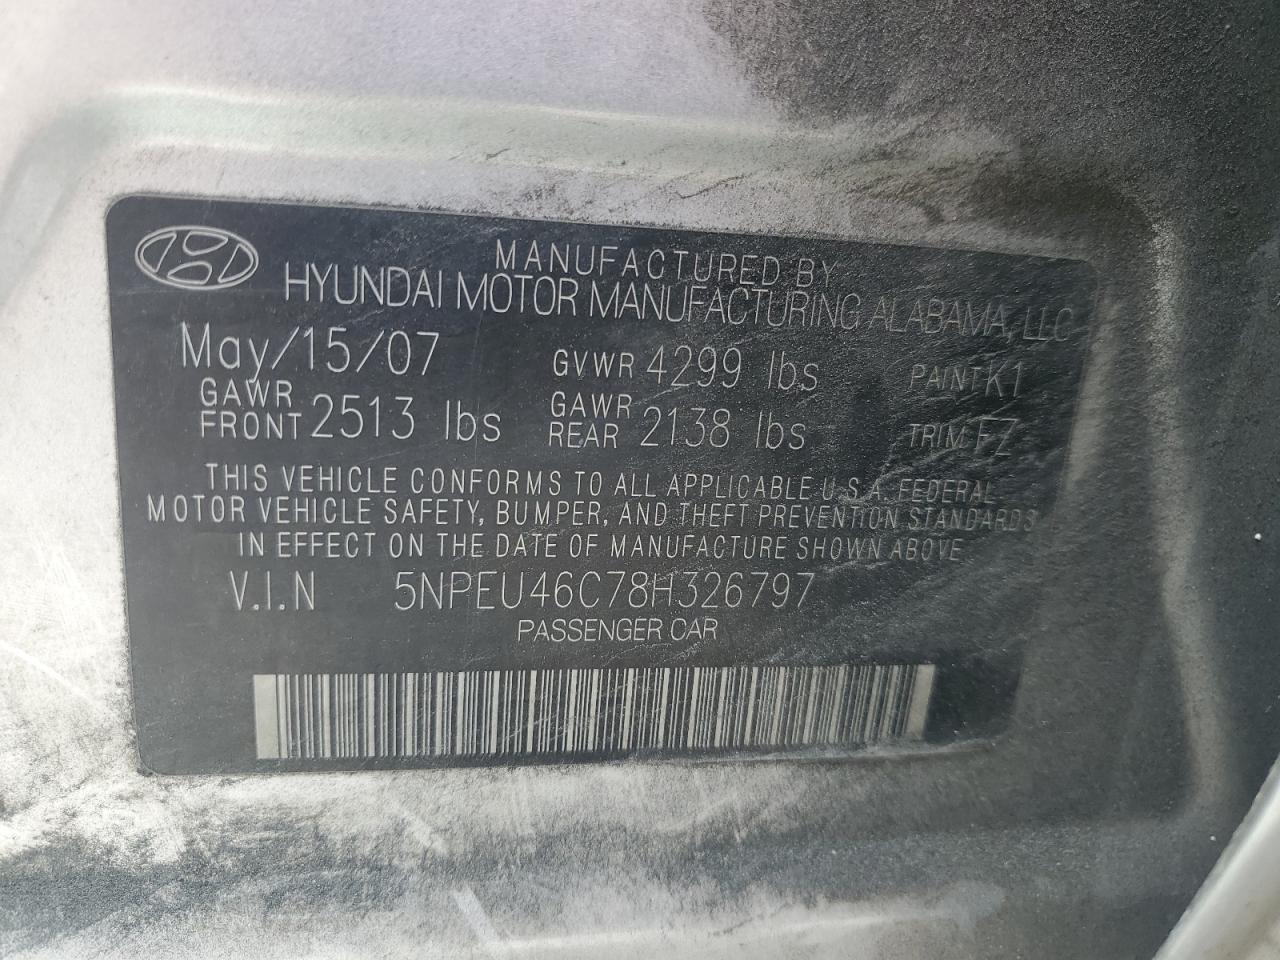 MANUFACTURED BY
HYUNDAI MOTOR MANUFACTURING ALABAMA, LLC
May/15/07 GVWR 4299 lbs PAINT K1
GAWR FRONT 2513 lbs GAWR REAR 2138 lbs TRIM FZ
THIS VEHICLE CONFORMS TO ALL APPLICABLE U.S.A. FEDERAL
MOTOR VEHICLE SAFETY, BUMPER, AND THEFT PREVENTION STANDARDS
IN EFFECT ON THE DATE OF MANUFACTURE SHOWN ABOVE
V.I.N 5NPEU46C78H326797
PASSENGER CAR